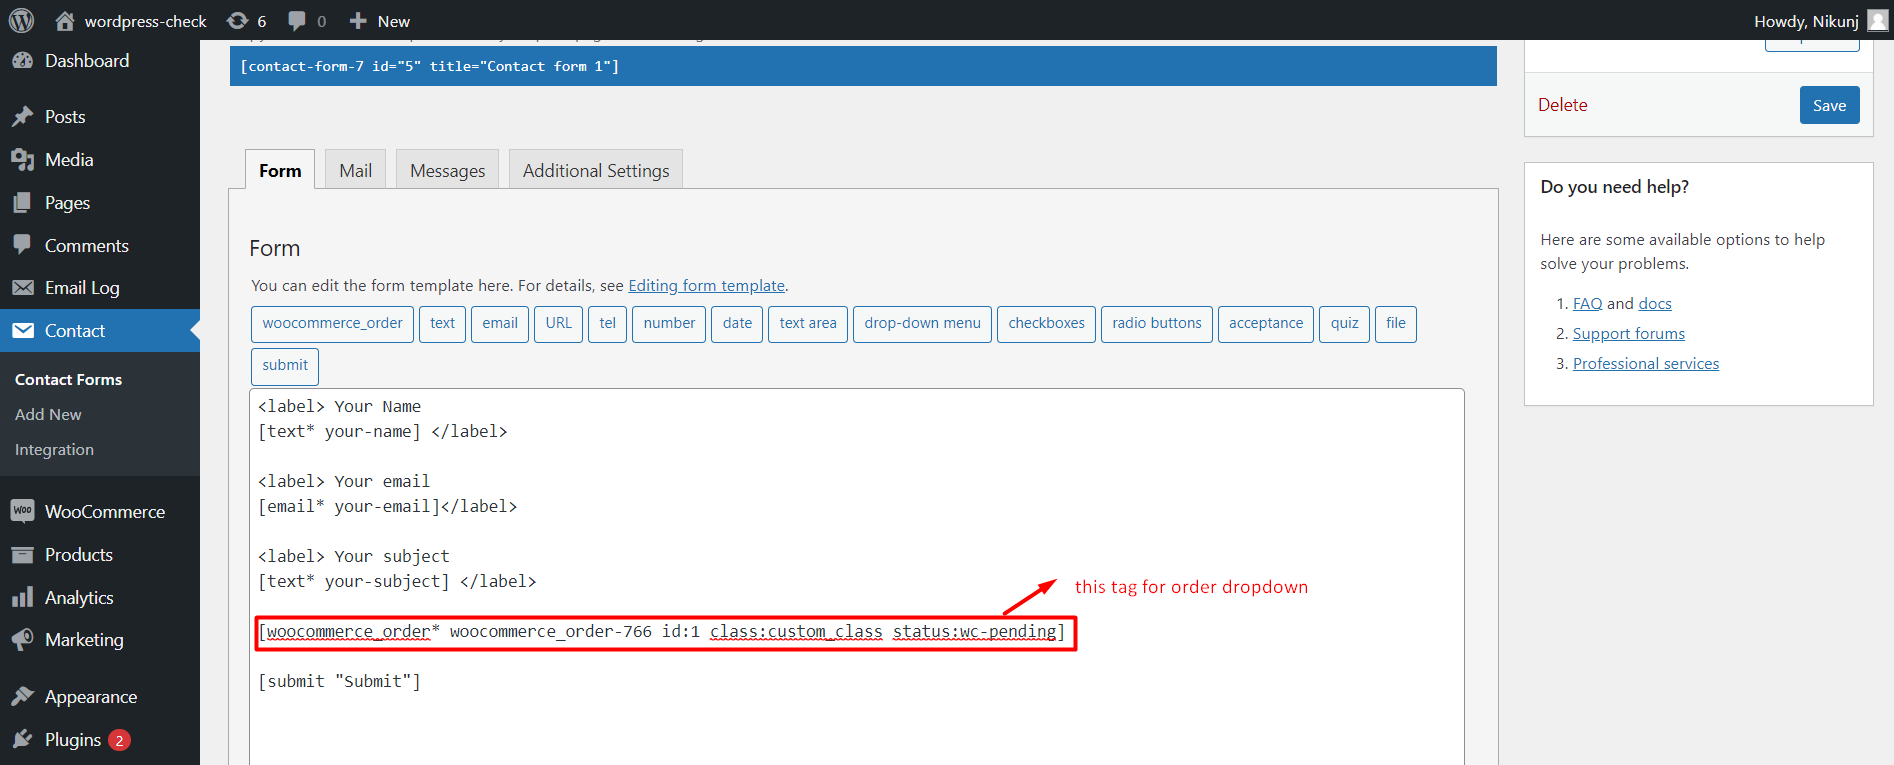 wordpress-check 6 0 New Howdy, Nikunj
Dashboard
Posts
Media
Pages
Comments
Email Log
Contact
Contact Forms
Add New
Integration
WooCommerce
Products
Analytics
Marketing
Appearance
Plugins 2
[contact-form-7 id="5" title="Contact form 1"]
Form Mail Messages Additional Settings
Form
You can edit the form template here. For details, see Editing form template.
woocommerce_order text email URL tel number date text area drop-down menu checkboxes radio buttons acceptance quiz file
submit
<label> Your Name
[text* your-name] </label>
<label> Your email
[email* your-email]</label>
<label> Your subject
[text* your-subject] </label>
this tag for order dropdown
[woocommerce_order* woocommerce_order-766 id:1 class:custom_class status:wc-pending]
[submit "Submit"]
Delete Save
Do you need help?
Here are some available options to help
solve your problems.
1. FAQ and docs
2. Support forums
3. Professional services